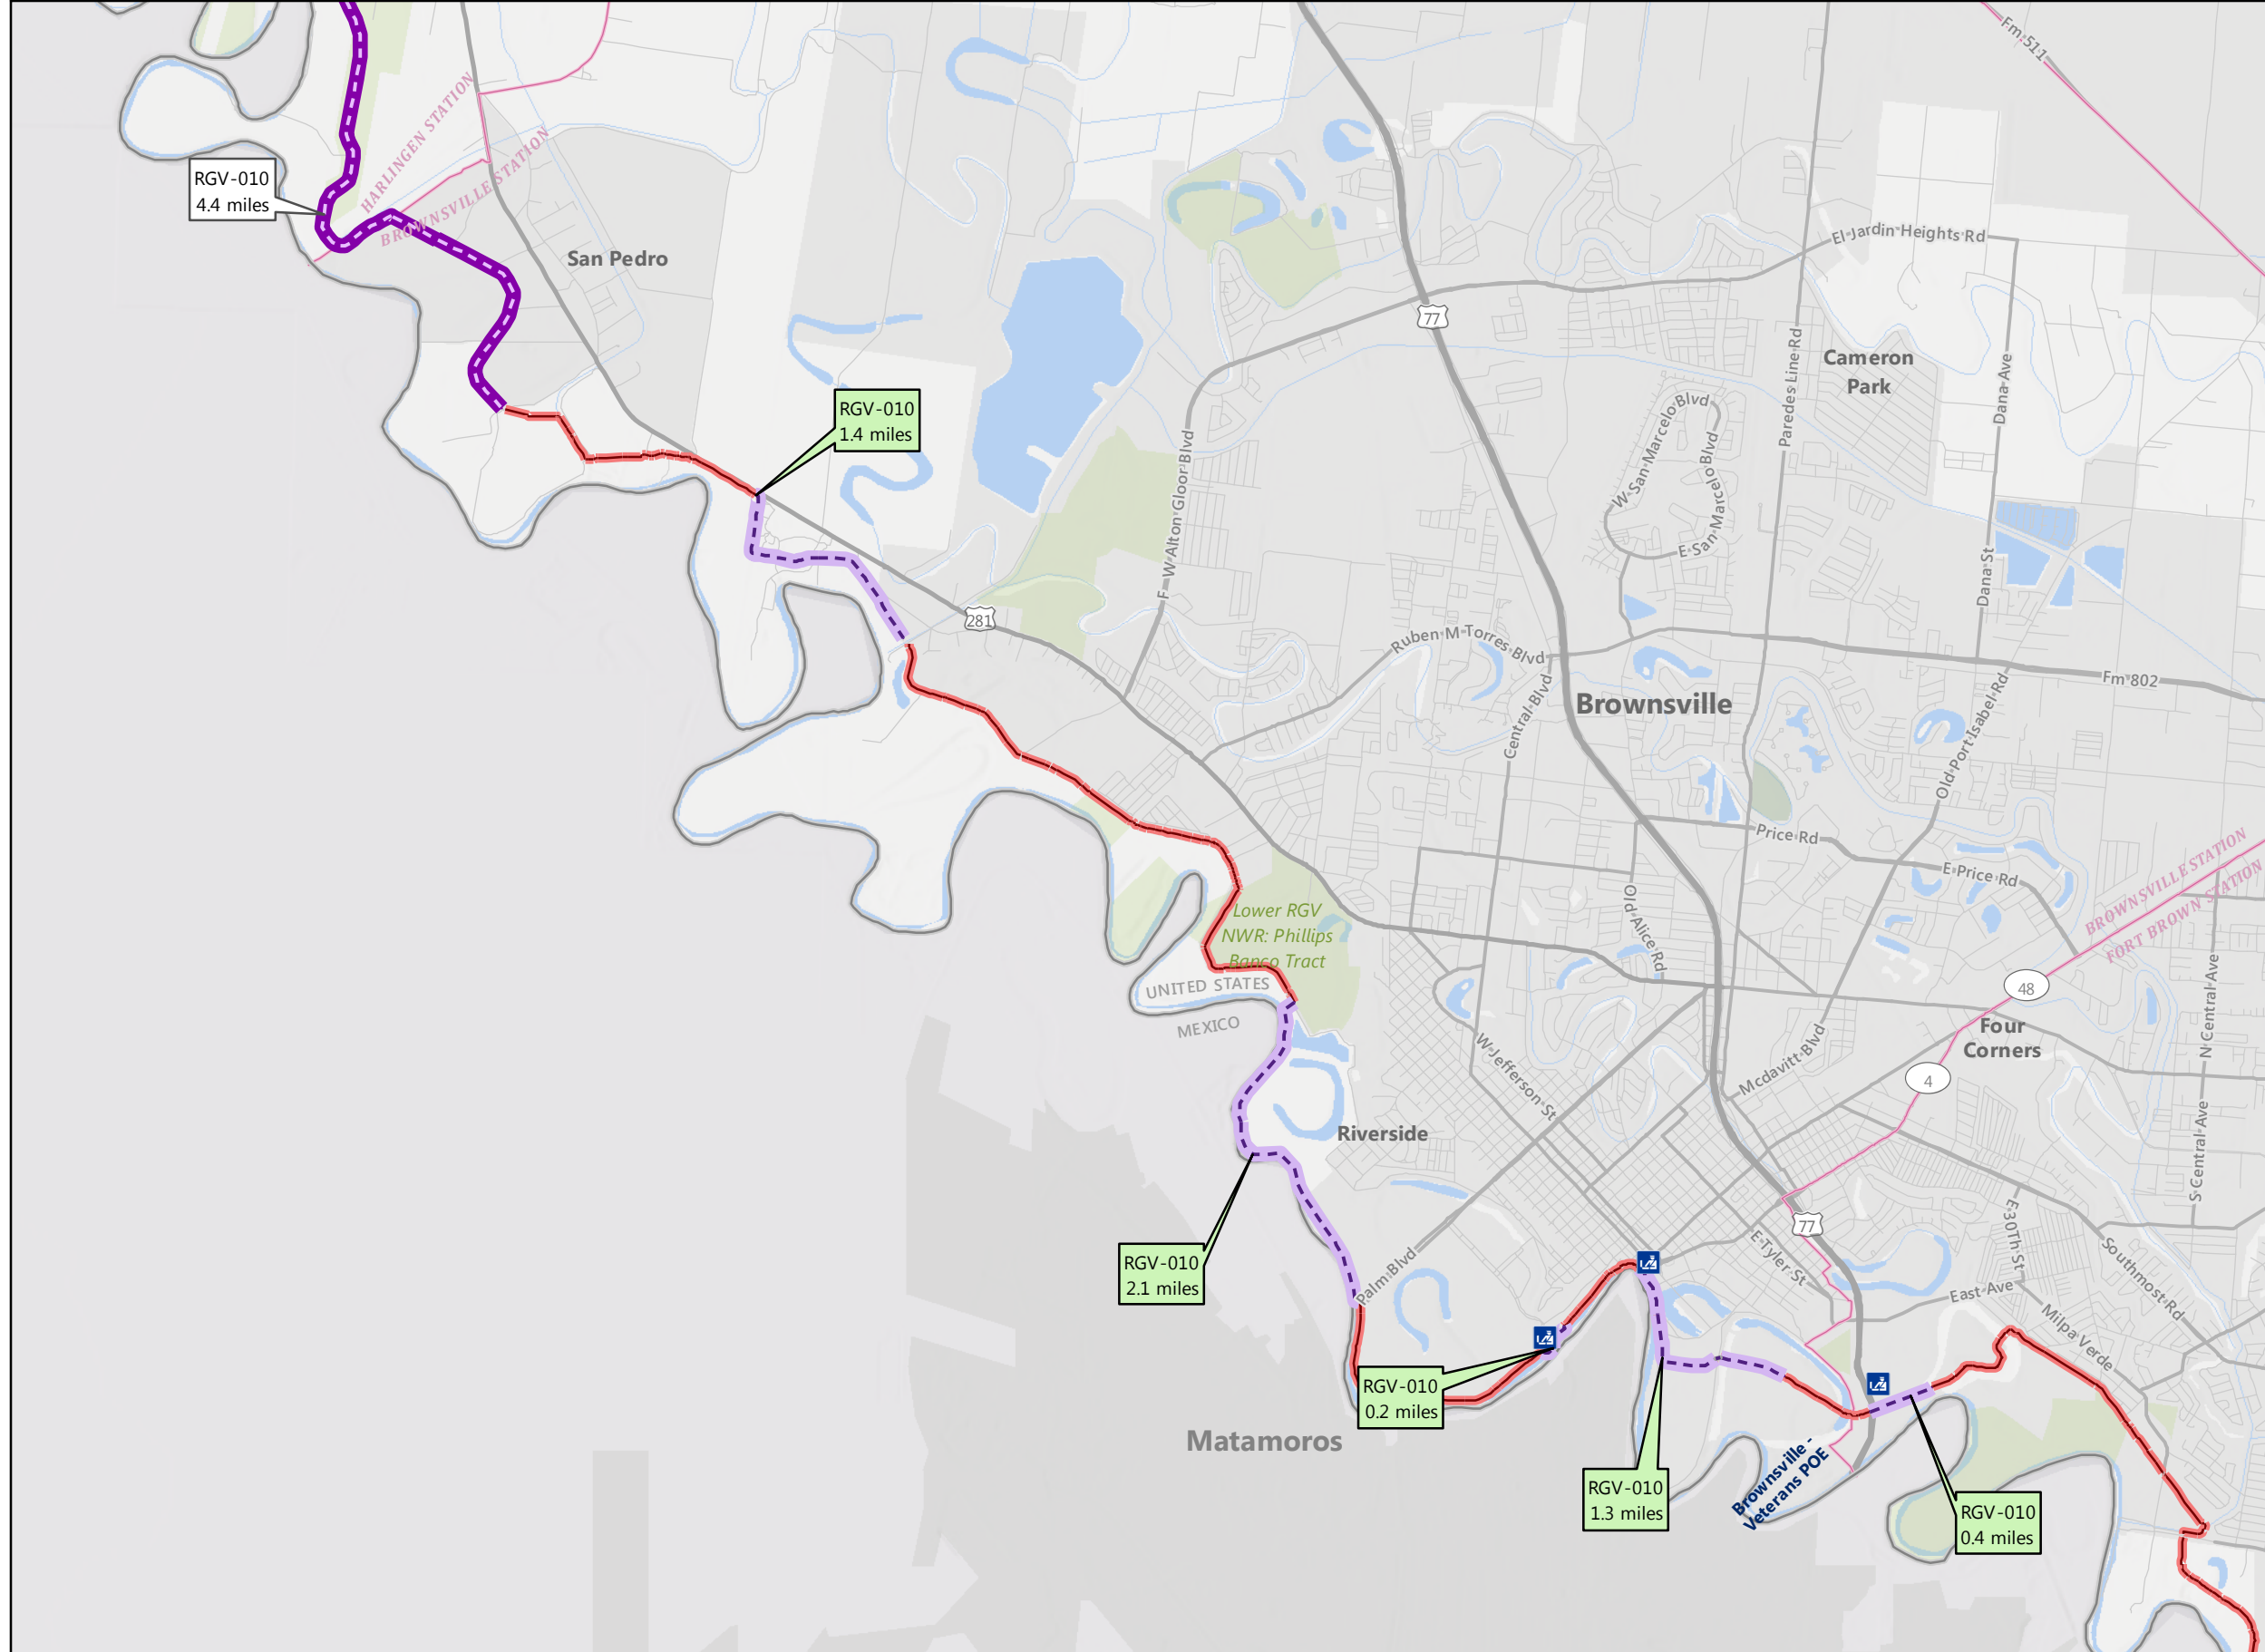 Fm 511
HARLINGEN STATION
BROWNSVILLE STATION
RGV-010
4.4 miles
San Pedro
El Jardin Heights Rd
77
Cameron
Park
Paredes Line Rd
Dana Ave
RGV-010
1.4 miles
W San Marcelo Blvd
E San Marcelo Blvd
F W Alton Gloor Blvd
Dana St
281
Ruben M Torres Blvd
Central Blvd
Brownsville
Fm 802
Old Port Isabel Rd
Price Rd
E Price Rd
BROWNSVILLE STATION
FORT BROWN STATION
Old Alice Rd
Lower RGV
NWR: Phillips
Banco Tract
UNITED STATES
MEXICO
48
Four
Corners
N Central Ave
W Jefferson St
Mcdavitt Blvd
4
Riverside
S Central Ave
77
E Tyler St
E 30Th St
Southmost Rd
East Ave
Milpa Verde
Palm Blvd
RGV-010
2.1 miles
RGV-010
0.2 miles
Matamoros
RGV-010
1.3 miles
Brownsville -
Veterans POE
RGV-010
0.4 miles